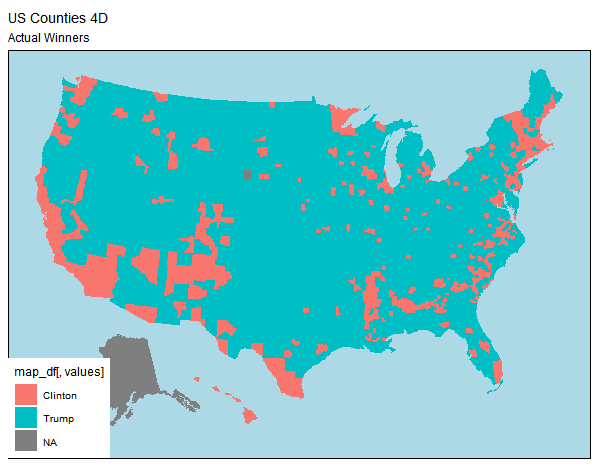 US Counties 4D
Actual Winners
map_df[, values]
Clinton
Trump
NA